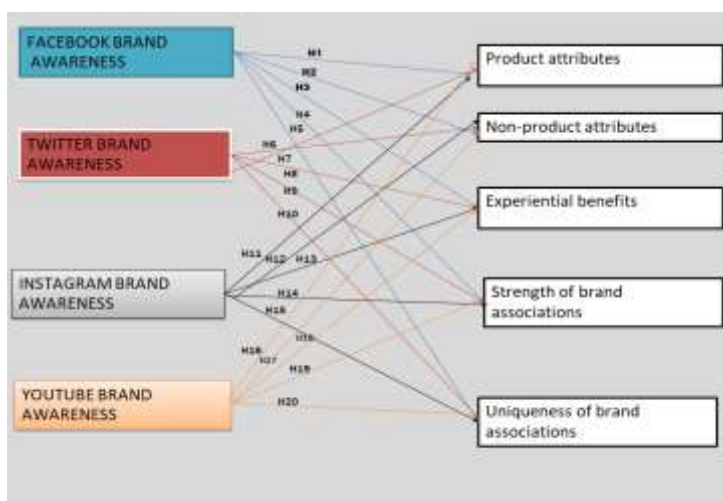 FACEBOOK BRAND
AWARENESS
TWITTER BRAND
AWARENESS
INSTAGRAM BRAND
AWARENESS
YOUTUBE BRAND
AWARENESS
H1
H2
H3
H4
H5
H6
H7
H8
H9
H10
H11
H12
H13
H14
H15
H16
H17
H19
H20
Product attributes
Non-product attributes
Experiential benefits
Strength of brand
associations
Uniqueness of brand
associations